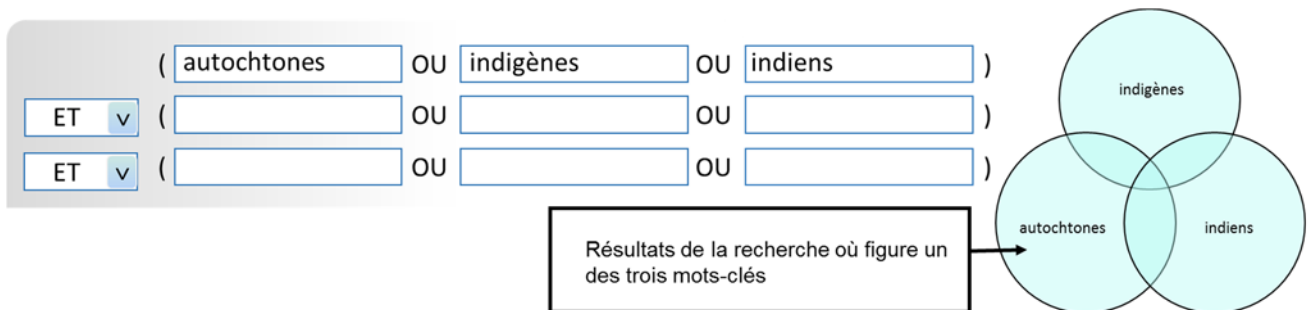 ( autochtones OU indigènes OU indiens )
ET v ( OU OU )
ET v ( OU OU )
indigènes
autochtones
indiens
Résultats de la recherche où figure un
des trois mots-clés